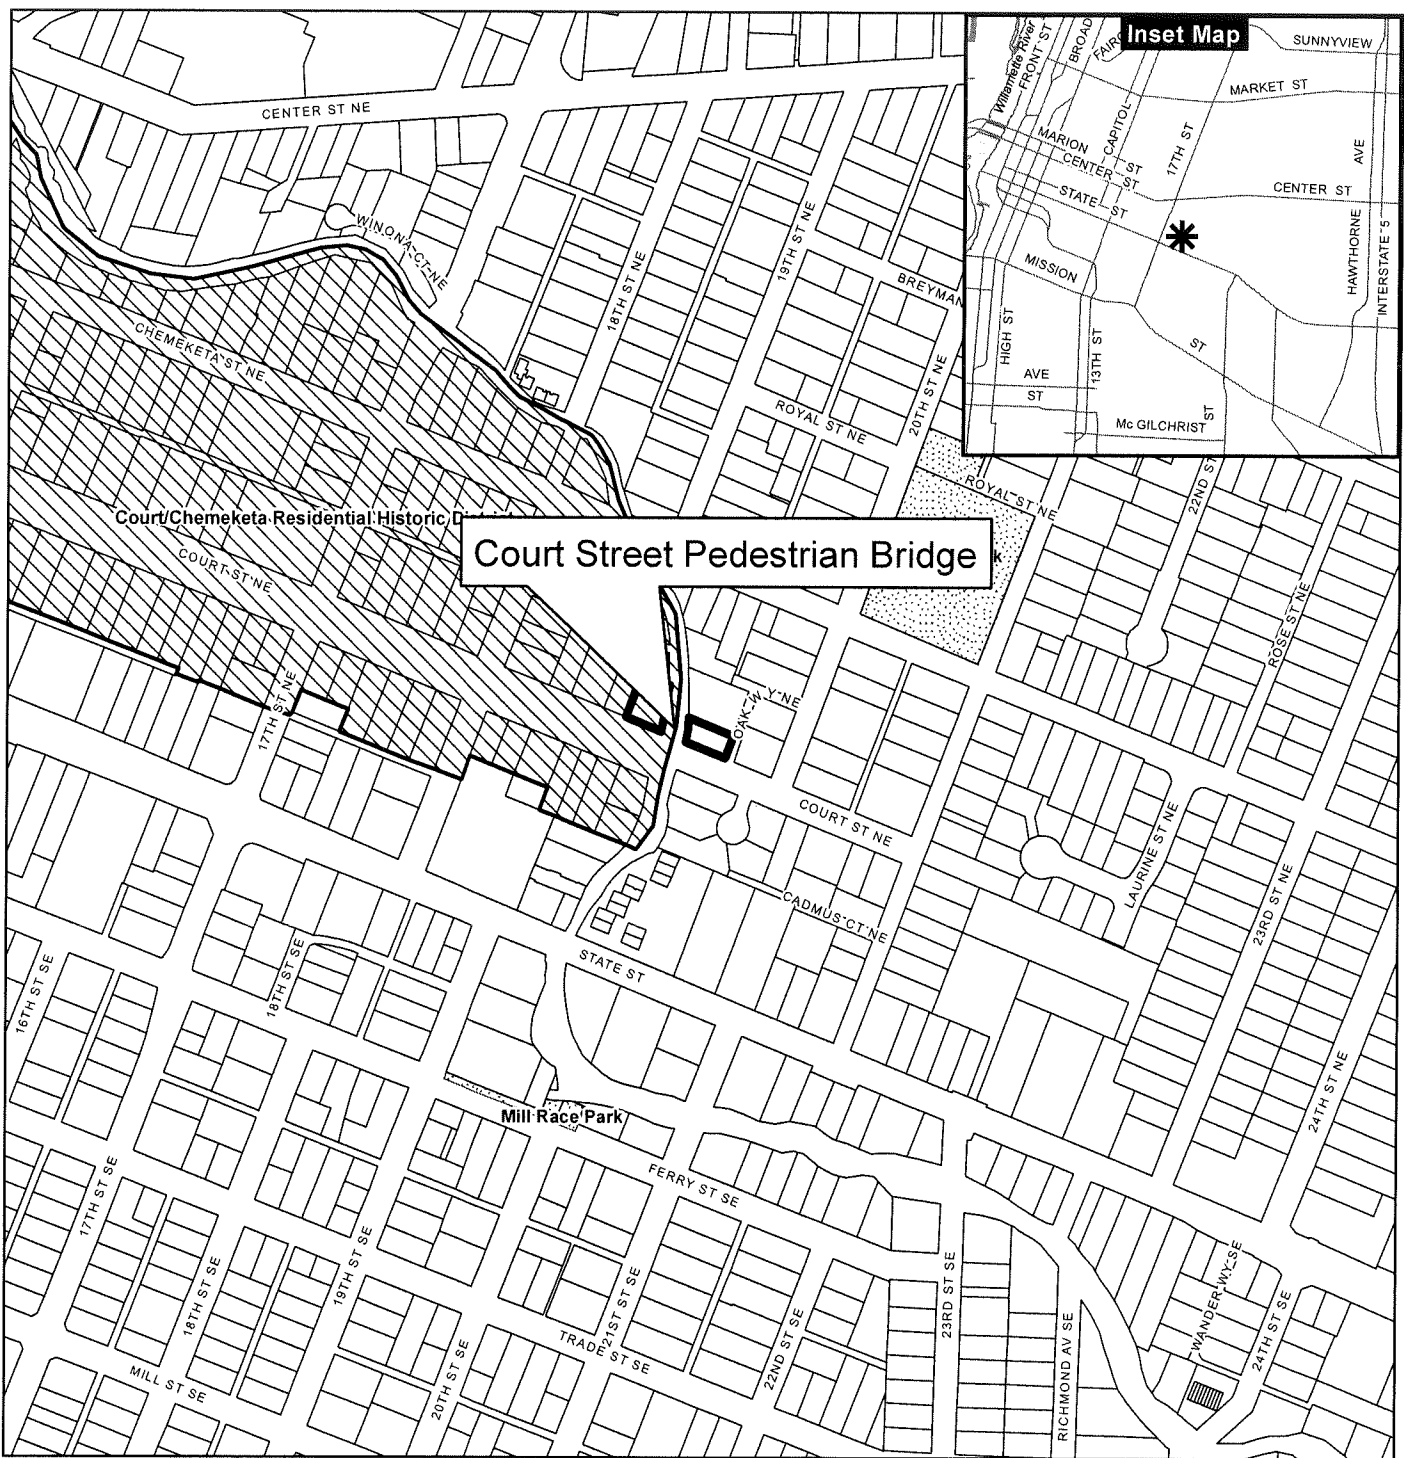 Inset Map
SUNNYVIEW
BROAD
FRONT ST
Willamette River
MARKET ST
CAPITOL
17TH ST
MARION ST
CENTER ST
CENTER ST
STATE ST
AVE
HAWTHORNE
INTERSTATE 5
MISSION
ST
HIGH ST
13TH ST
AVE
ST
ST
Mc GILCHRIST
CENTER ST NE
WINONA CT NE
19TH ST NE
18TH ST NE
BREYMAN
CHEMEKETA ST NE
20TH ST NE
ROYAL ST NE
ROYAL ST NE
22ND ST
Court/Chemeketa Residential Historic District
COURT ST NE
Court Street Pedestrian Bridge
k
ROSE ST NE
17TH ST NE
OAK WY NE
COURT ST NE
LAURINE ST NE
CADMUS CT NE
23RD ST NE
STATE ST
16TH ST SE
18TH ST SE
24TH ST NE
Mill Race Park
FERRY ST SE
17TH ST SE
18TH ST SE
19TH ST SE
20TH ST SE
21ST ST SE
TRADE ST SE
22ND ST SE
23RD ST SE
RICHMOND AV SE
WANDER WY SE
24TH ST SE
MILL ST SE